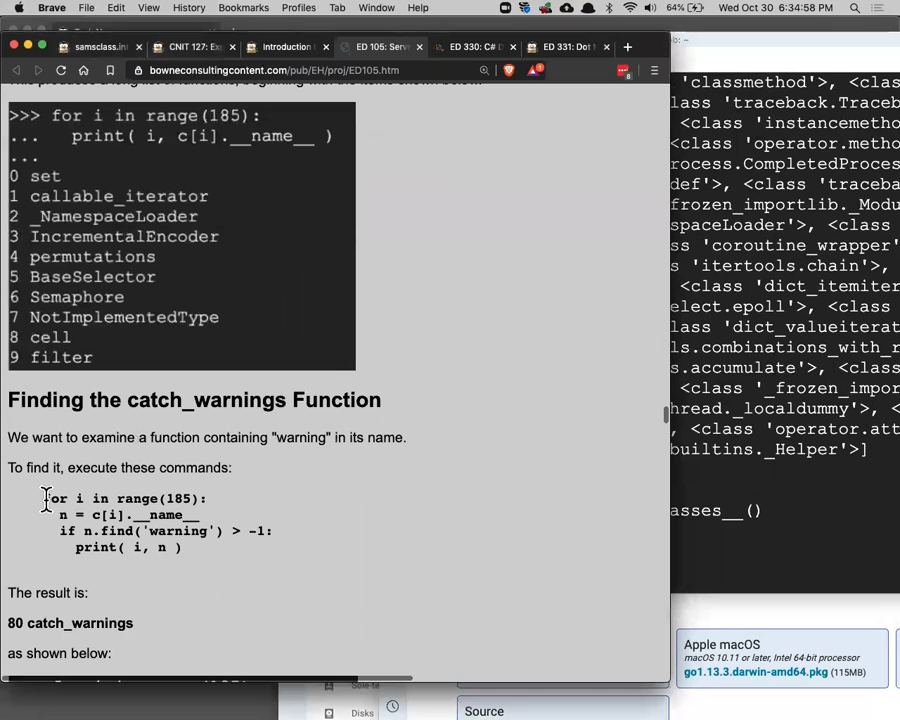 Brave File Edit View History Bookmarks Profiles Tab Window Help 64% Wed Oct 30 6:34:58 PM
samsclass.in CNIT 127: Ex Introduction ED 105: Serve ED 330: C# D ED 331: Dot
bowneconsultingcontent.com/pub/EH/proj/ED105.htm
>>> for i in range(185):
... print( i, c[i].__name__ )
...
0 set
1 callable_iterator
2 _NamespaceLoader
3 IncrementalEncoder
4 permutations
5 BaseSelector
6 Semaphore
7 NotImplementedType
8 cell
9 filter
Finding the catch_warnings Function
We want to examine a function containing "warning" in its name.
To find it, execute these commands:
for i in range(185):
n = c[i].__name__
if n.find('warning') > -1:
print( i, n )
The result is:
80 catch_warnings
as shown below:
'classmethod'>, <class
lass 'traceback.Traceb
<class 'instancemethod
<class 'operator.metho
rocess.CompletedProces
def'>, <class 'traceba
frozen_importlib._Modu
spaceLoader'>, <class
ss 'coroutine_wrapper'
s 'itertools.chain'>,
<class 'dict_itemiter
elect.epoll'>, <class
lass 'dict_valueiterat
ls.combinations_with_r
s.accumulate'>, <class
<class '_frozen_impor
hread._localdummy'>, <
, <class 'operator.att
builtins._Helper'>]
asses__()
Apple macOS
macOS 10.11 or later, Intel 64-bit processor
go1.13.3.darwin-amd64.pkg (115MB)
Source
Disks